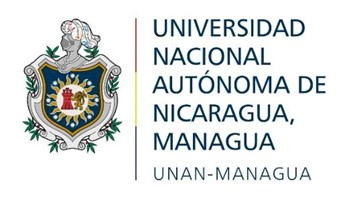 UNIVERSIDAD
NACIONAL
AUTÓNOMA DE
NICARAGUA,
MANAGUA
UNAN-MANAGUA